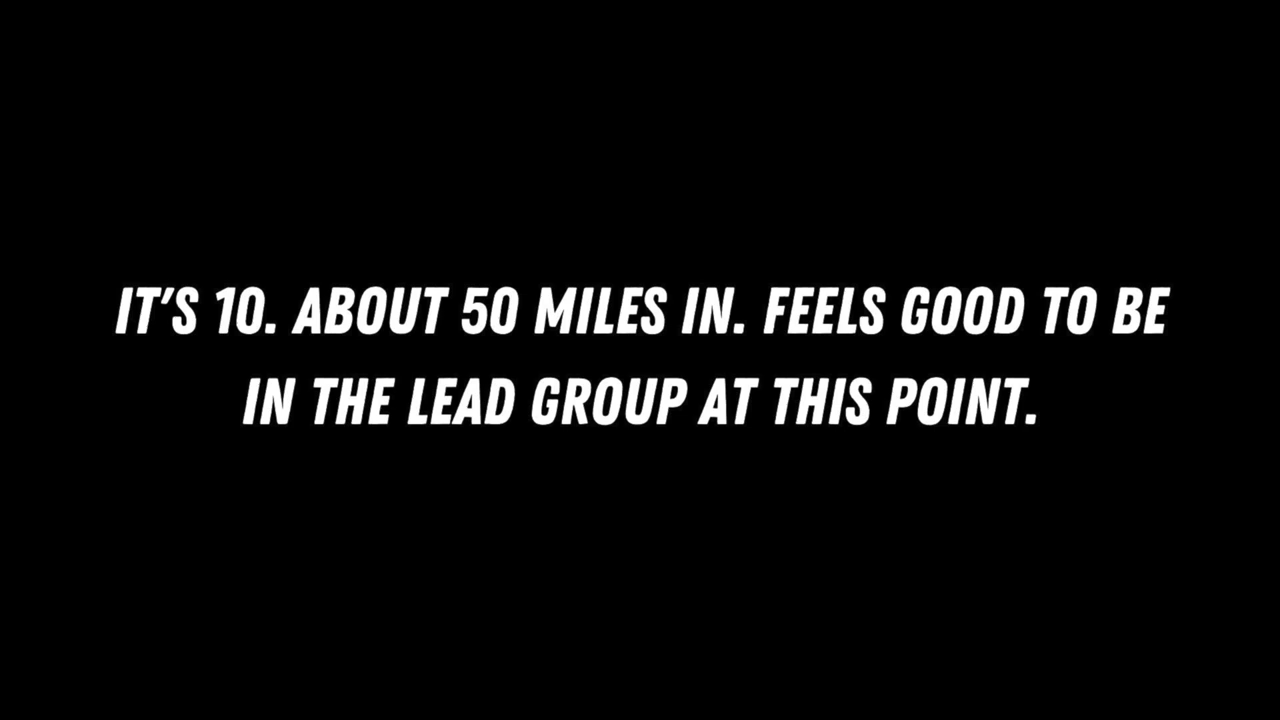 IT'S 10. ABOUT 50 MILES IN. FEELS GOOD TO BE
IN THE LEAD GROUP AT THIS POINT.